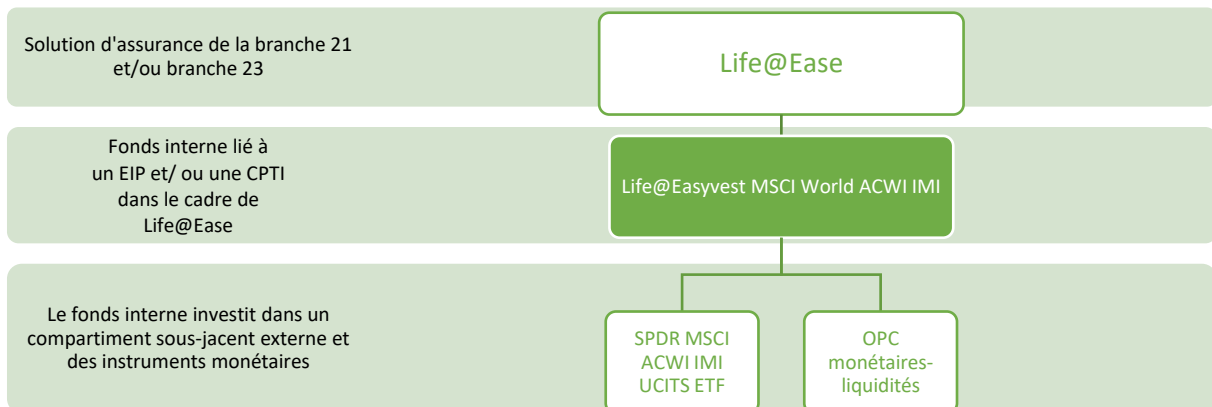 Solution d'assurance de la branche 21
et/ou branche 23
Life@Ease
Fonds interne lié à
un EIP et/ ou une CPTI
dans le cadre de
Life@Ease
Life@Easyvest MSCI World ACWI IMI
Le fonds interne investit dans un
compartiment sous-jacent externe et
des instruments monétaires
SPDR MSCI
ACWI IMI
UCITS ETF
OPC
monétaires-
liquidités